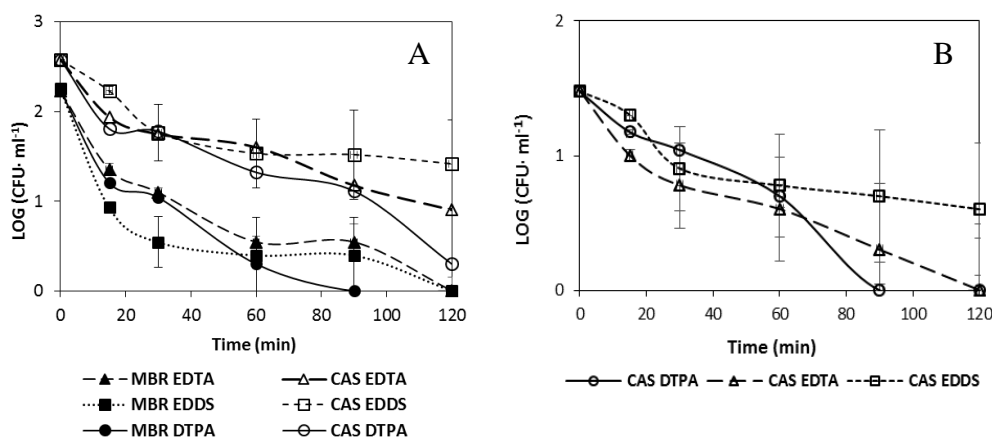 A
3
2
1
0
LOG (CFU· ml⁻¹)
0 20 40 60 80 100 120
Time (min)
MBR EDTA CAS EDTA
MBR EDDS CAS EDDS
MBR DTPA CAS DTPA
B
2
1
0
LOG (CFU· ml⁻¹)
0 20 40 60 80 100 120
Time (min)
CAS DTPA CAS EDTA CAS EDDS